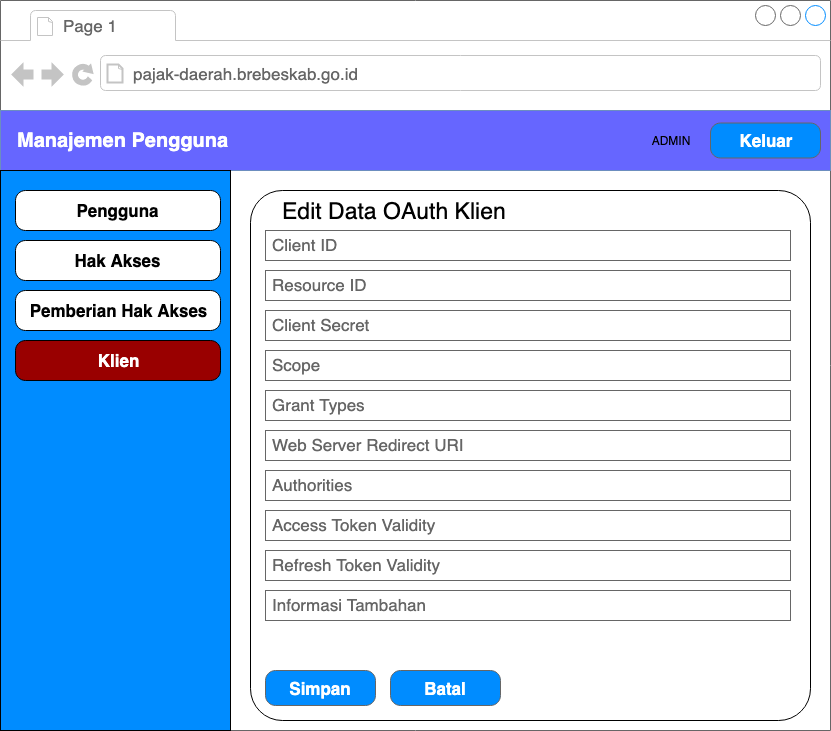 Page 1
pajak-daerah.brebeskab.go.id
Manajemen Pengguna
ADMIN
Keluar
Pengguna
Hak Akses
Pemberian Hak Akses
Klien
Edit Data OAuth Klien
Client ID
Resource ID
Client Secret
Scope
Grant Types
Web Server Redirect URI
Authorities
Access Token Validity
Refresh Token Validity
Informasi Tambahan
Simpan
Batal